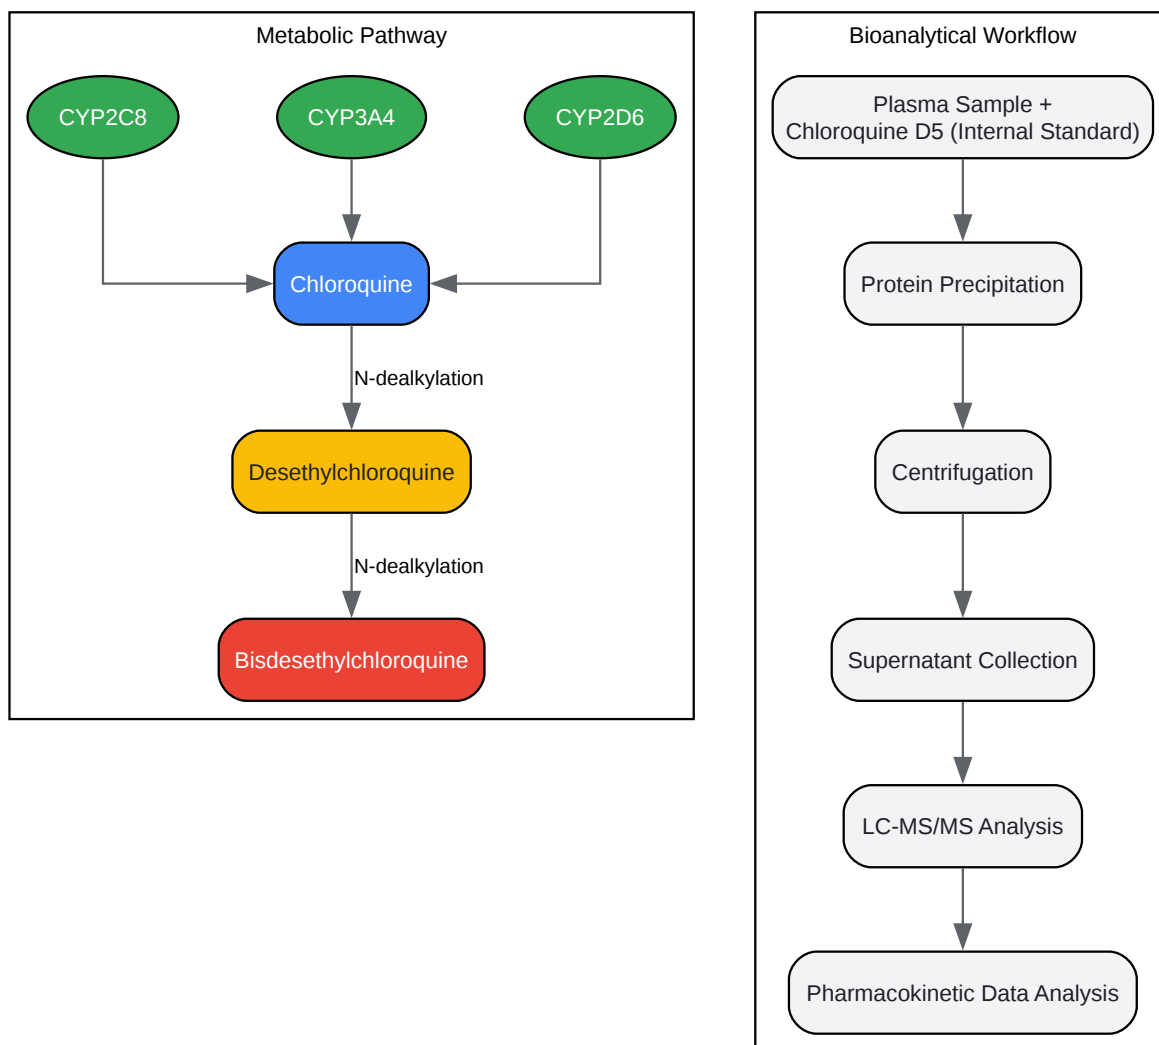 Metabolic Pathway
CYP2C8
CYP3A4
CYP2D6
Chloroquine
N-dealkylation
Desethylchloroquine
N-dealkylation
Bisdesethylchloroquine
Bioanalytical Workflow
Plasma Sample +
Chloroquine D5 (Internal Standard)
Protein Precipitation
Centrifugation
Supernatant Collection
LC-MS/MS Analysis
Pharmacokinetic Data Analysis